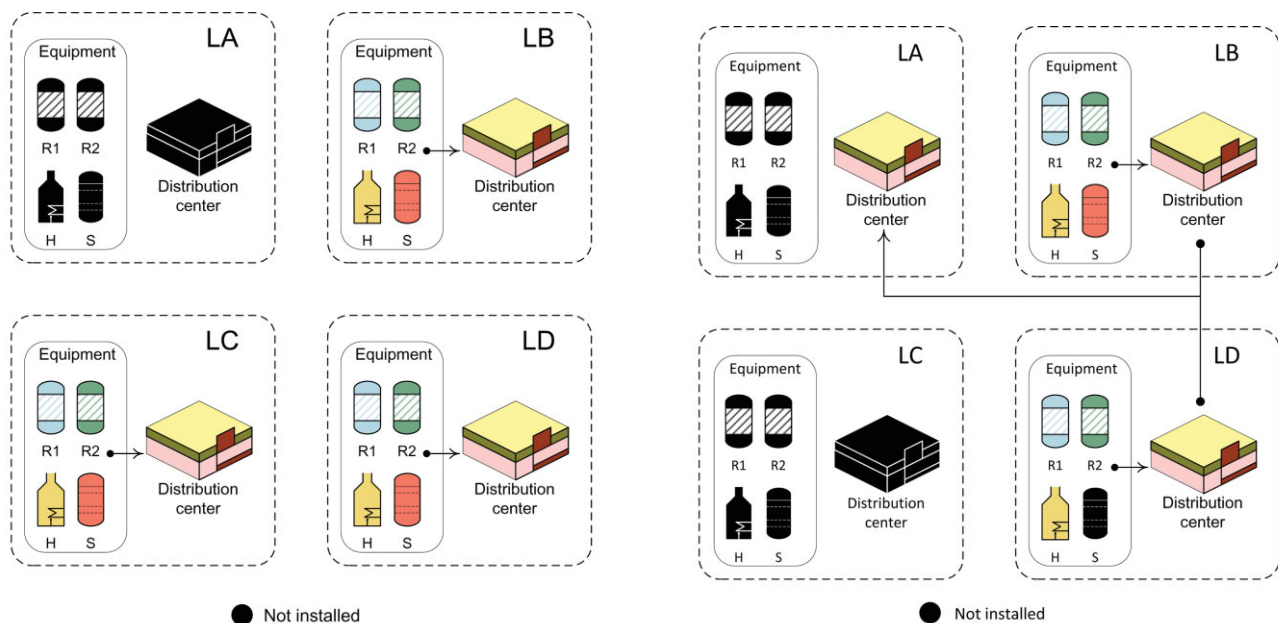 LA
Equipment
R1 R2
H S
Distribution
center
LB
Equipment
R1 R2
H S
Distribution
center
LC
Equipment
R1 R2
H S
Distribution
center
LD
Equipment
R1 R2
H S
Distribution
center
Not installed
LA
Equipment
R1 R2
H S
Distribution
center
LB
Equipment
R1 R2
H S
Distribution
center
LC
Equipment
R1 R2
H S
Distribution
center
LD
Equipment
R1 R2
H S
Distribution
center
Not installed